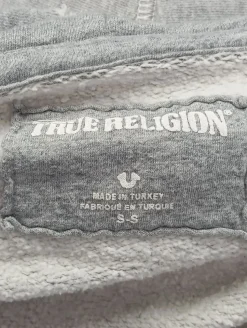 TRUE RELIGION®
MADE IN TURKEY
FABRIQUÉ EN TURQUIE
S-S